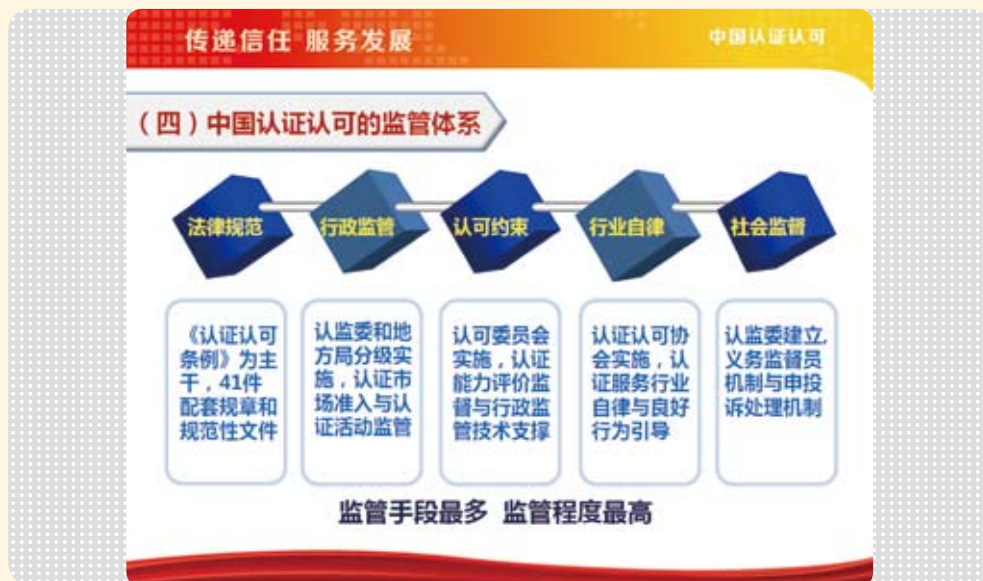 传递信任 服务发展
中国认证认可
（四）中国认证认可的监管体系
法律规范
行政监管
认可约束
行业自律
社会监督
《认证认可
条例》为主
干，41件
配套规章和
规范性文件
认监委和地
方局分级实
施，认证市
场准入与认
证活动监管
认可委员会
实施，认证
能力评价监
督与行政监
管技术支撑
认证认可协
会实施，认
证服务行业
自律与良好
行为引导
认监委建立，
义务监督员
机制与申投
诉处理机制
监管手段最多 监管程度最高